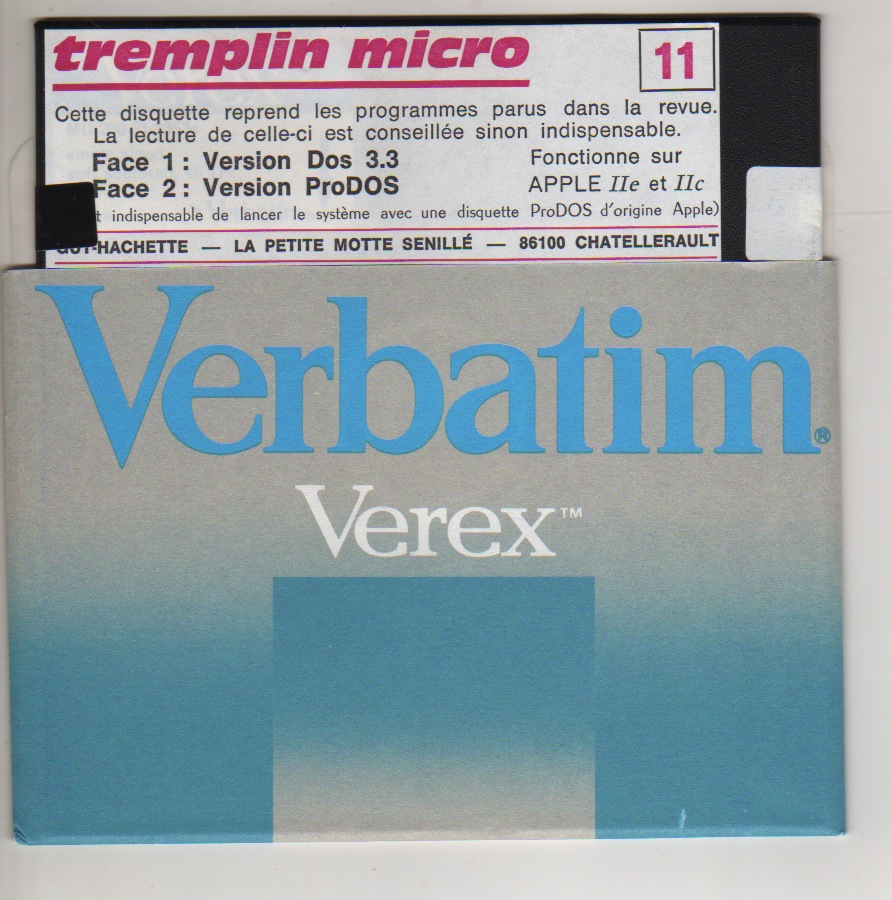 tremplin micro
11
Cette disquette reprend les programmes parus dans la revue.
La lecture de celle-ci est conseillée sinon indispensable.
Face 1 : Version Dos 3.3
Fonctionne sur
Face 2 : Version ProDOS
APPLE IIe et IIc
t indispensable de lancer le système avec une disquette ProDOS d'origine Apple)
GUY-HACHETTE — LA PETITE MOTTE SENILLÉ — 86100 CHATELLERAULT
Verbatim®
Verex™